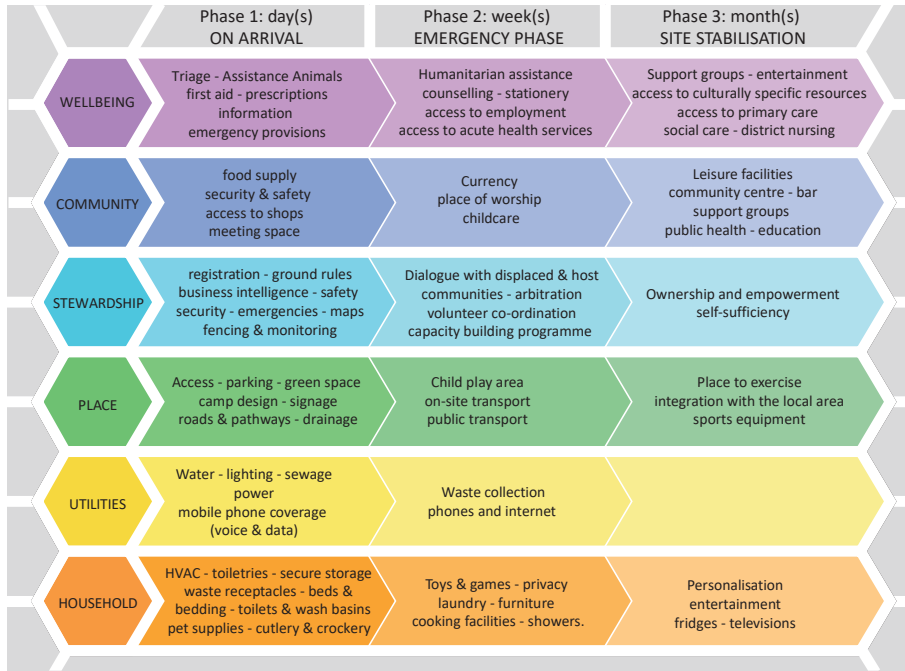 Phase 1: day(s)
ON ARRIVAL
Phase 2: week(s)
EMERGENCY PHASE
Phase 3: month(s)
SITE STABILISATION
WELLBEING
Triage - Assistance Animals
first aid - prescriptions
information
emergency provisions
Humanitarian assistance
counselling - stationery
access to employment
access to acute health services
Support groups - entertainment
access to culturally specific resources
access to primary care
social care - district nursing
COMMUNITY
food supply
security & safety
access to shops
meeting space
Currency
place of worship
childcare
Leisure facilities
community centre - bar
support groups
public health - education
STEWARDSHIP
registration - ground rules
business intelligence - safety
security - emergencies - maps
fencing & monitoring
Dialogue with displaced & host
communities - arbitration
volunteer co-ordination
capacity building programme
Ownership and empowerment
self-sufficiency
PLACE
Access - parking - green space
camp design - signage
roads & pathways - drainage
Child play area
on-site transport
public transport
Place to exercise
integration with the local area
sports equipment
UTILITIES
Water - lighting - sewage
power
mobile phone coverage
(voice & data)
Waste collection
phones and internet
HOUSEHOLD
HVAC - toiletries - secure storage
waste receptacles - beds &
bedding - toilets & wash basins
pet supplies - cutlery & crockery
Toys & games - privacy
laundry - furniture
cooking facilities - showers.
Personalisation
entertainment
fridges - televisions